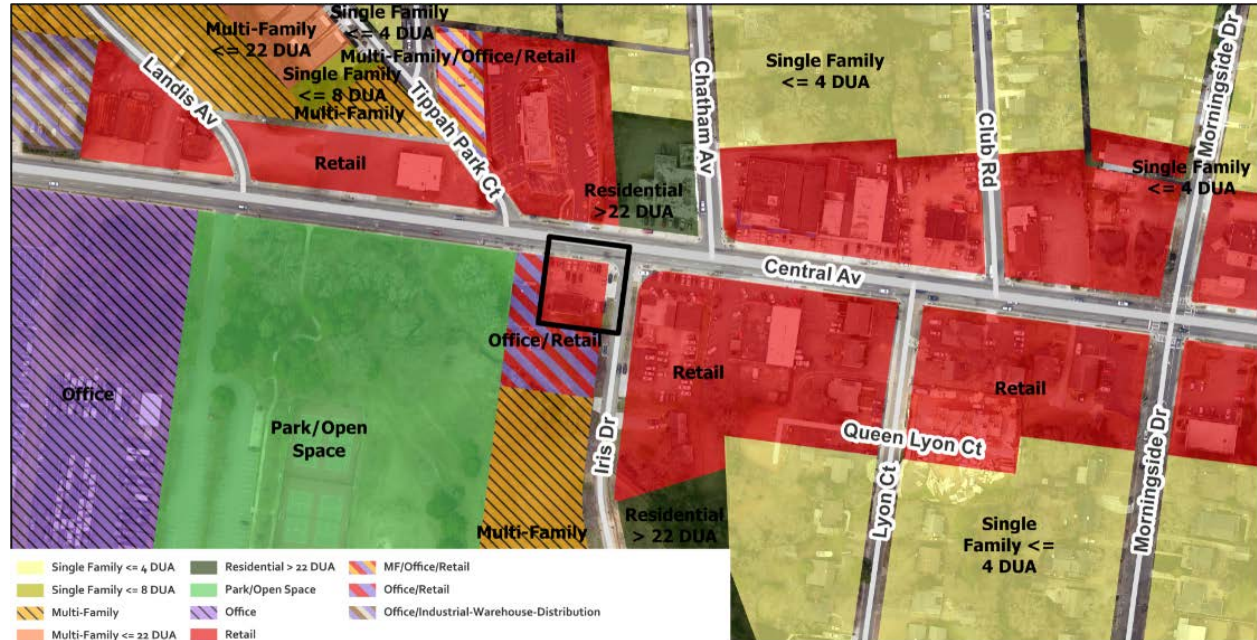 Single Family
<= 4 DUA
Multi-Family
<= 22 DUA
Multi-Family/Office/Retail
Single Family
<= 8 DUA
Multi-Family
Landis Av
Tippah Park Ct
Retail
Residential
>22 DUA
Chatham Av
Single Family
<= 4 DUA
Club Rd
Morningside Dr
Single Family
<= 4 DUA
Central Av
Office/Retail
Office
Park/Open
Space
Retail
Retail
Iris Dr
Queen Lyon Ct
Lyon Ct
Morningside Dr
Multi-Family
Residential
> 22 DUA
Single
Family <=
4 DUA
Single Family <= 4 DUA
Single Family <= 8 DUA
Multi-Family
Multi-Family <= 22 DUA
Residential > 22 DUA
Park/Open Space
Office
Retail
MF/Office/Retail
Office/Retail
Office/Industrial-Warehouse-Distribution